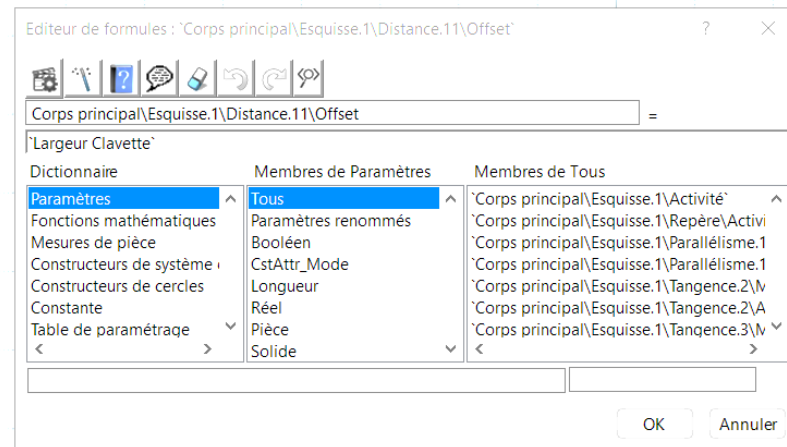 Editeur de formules : `Corps principal\Esquisse.1\Distance.11\Offset` ?
Corps principal\Esquisse.1\Distance.11\Offset =
`Largeur Clavette`
Dictionnaire Membres de Paramètres Membres de Tous
Paramètres Tous `Corps principal\Esquisse.1\Activité`
Fonctions mathématiques Paramètres renommés `Corps principal\Esquisse.1\Repère\Activi
Mesures de pièce Booléen `Corps principal\Esquisse.1\Parallélisme.1
Constructeurs de système CstAttr_Mode `Corps principal\Esquisse.1\Parallélisme.1
Constructeurs de cercles Longueur `Corps principal\Esquisse.1\Tangence.2\M
Constante Réel `Corps principal\Esquisse.1\Tangence.2\A
Table de paramétrage Pièce `Corps principal\Esquisse.1\Tangence.3\M
Solide
OK Annuler